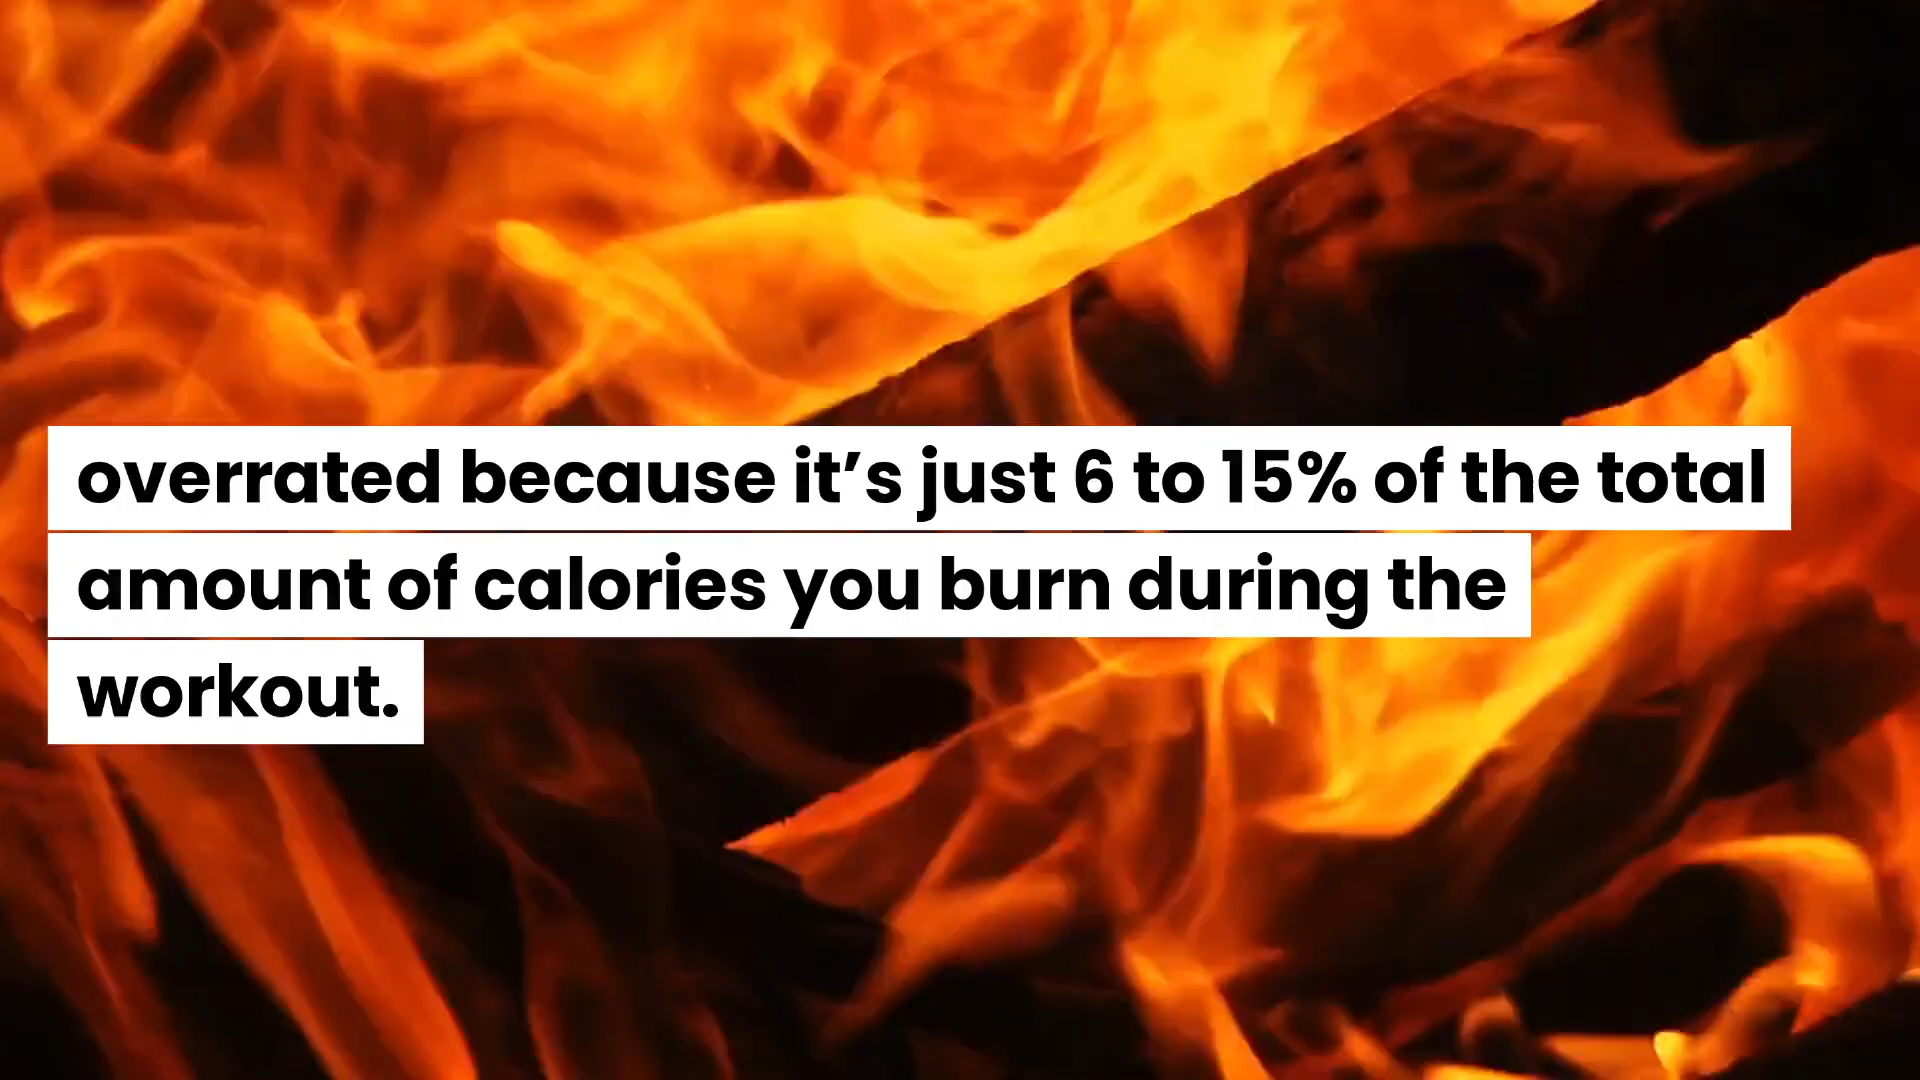 overrated because it’s just 6 to 15% of the total
amount of calories you burn during the
workout.